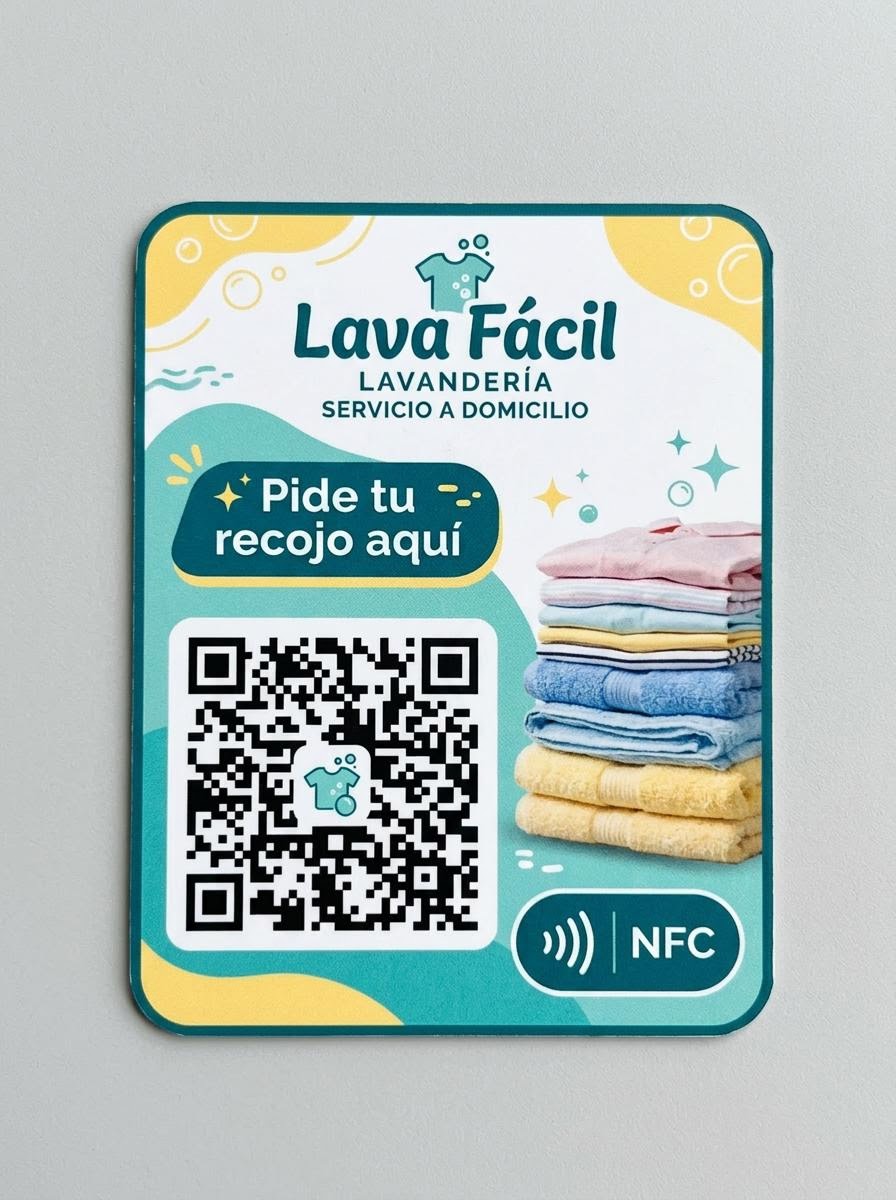 Lava Fácil
LAVANDERÍA
SERVICIO A DOMICILIO
Pide tu
recojo aquí
NFC